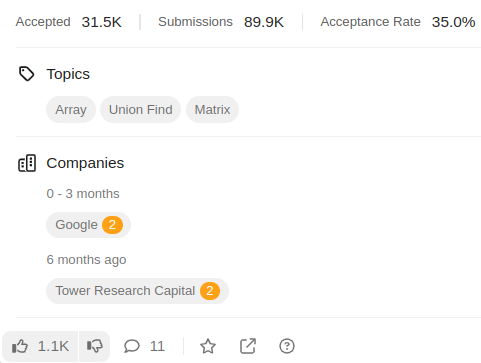 Accepted 31.5K Submissions 89.9K Acceptance Rate 35.0%
Topics
Array Union Find Matrix
Companies
0 - 3 months
Google 2
6 months ago
Tower Research Capital 2
1.1K 11